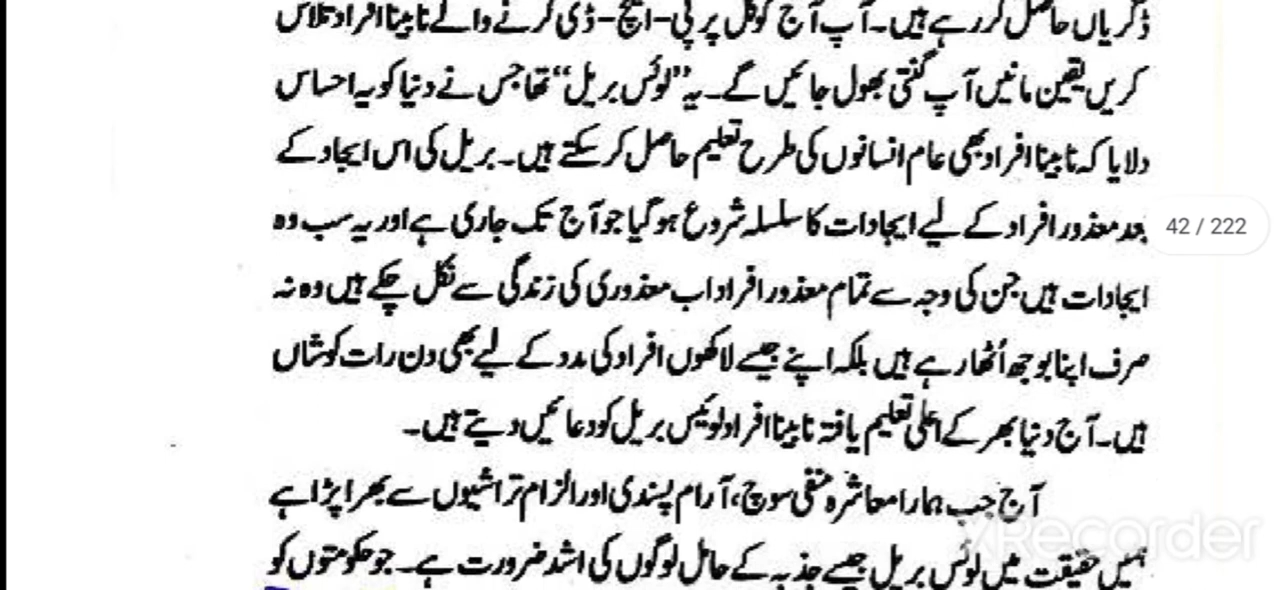 ڈگریاں حاصل کررہے ہیں۔آپ آج گوگل پر پی-ایچ-ڈی کرنے والے نابینا افراد تلاش
کریں یقین مانیں آپ گنتی بھول جائیں گے۔ یہ "لوئس بریل" تھا جس نے دنیا کو یہ احساس
دلایا کہ نابینا افراد بھی عام انسانوں کی طرح تعلیم حاصل کرسکتے ہیں۔ بریل کی اس ایجاد کے
بعد معذور افراد کے لیے ایجادات کا سلسلہ شروع ہوگیا جو آج تک جاری ہے اور یہ سب وہ
42 / 222
ایجادات ہیں جن کی وجہ سے تمام معذور افراد اب معذوری کی زندگی سے نکل چکے ہیں وہ نہ
صرف اپنا بوجھ اُٹھا رہے ہیں بلکہ اپنے جیسے لاکھوں افراد کی مدد کے لیے بھی دن رات کوشاں
ہیں۔ آج دنیا بھر کے اعلیٰ تعلیم یافتہ نابینا افراد لوئیس بریل کو دعائیں دیتے ہیں۔
آج جب ہمارا معاشرہ منفی سوچ، آرام پسندی اور الزام تراشیوں سے بھرا پڑا ہے
XRecorder
ہمیں حقیقت میں لوئس بریل جیسے جذبہ کے حامل لوگوں کی اشد ضرورت ہے۔ جو حکومتوں کو